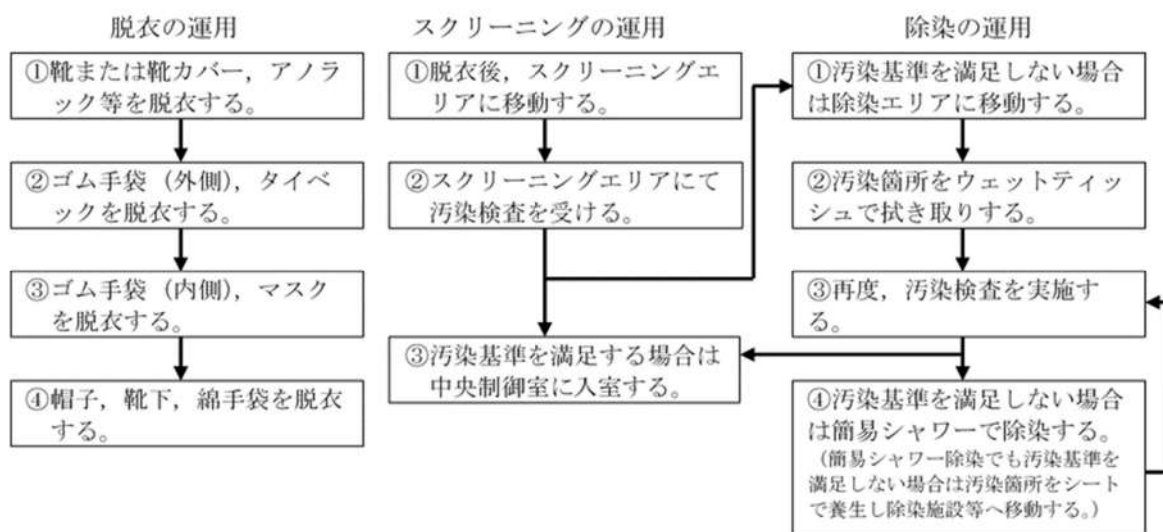 脱衣の運用
①靴または靴カバー，アノラ
ック等を脱衣する。
②ゴム手袋（外側），タイベ
ックを脱衣する。
③ゴム手袋（内側），マスク
を脱衣する。
④帽子，靴下，綿手袋を脱衣
する。
スクリーニングの運用
①脱衣後，スクリーニングエ
リアに移動する。
②スクリーニングエリアにて
汚染検査を受ける。
③汚染基準を満足する場合は
中央制御室に入室する。
除染の運用
①汚染基準を満足しない場合
は除染エリアに移動する。
②汚染箇所をウェットティッ
シュで拭き取りする。
③再度，汚染検査を実施す
る。
④汚染基準を満足しない場合
は簡易シャワーで除染する。
（簡易シャワー除染でも汚染基準を
満足しない場合は汚染箇所をシート
で養生し除染施設等へ移動する。）